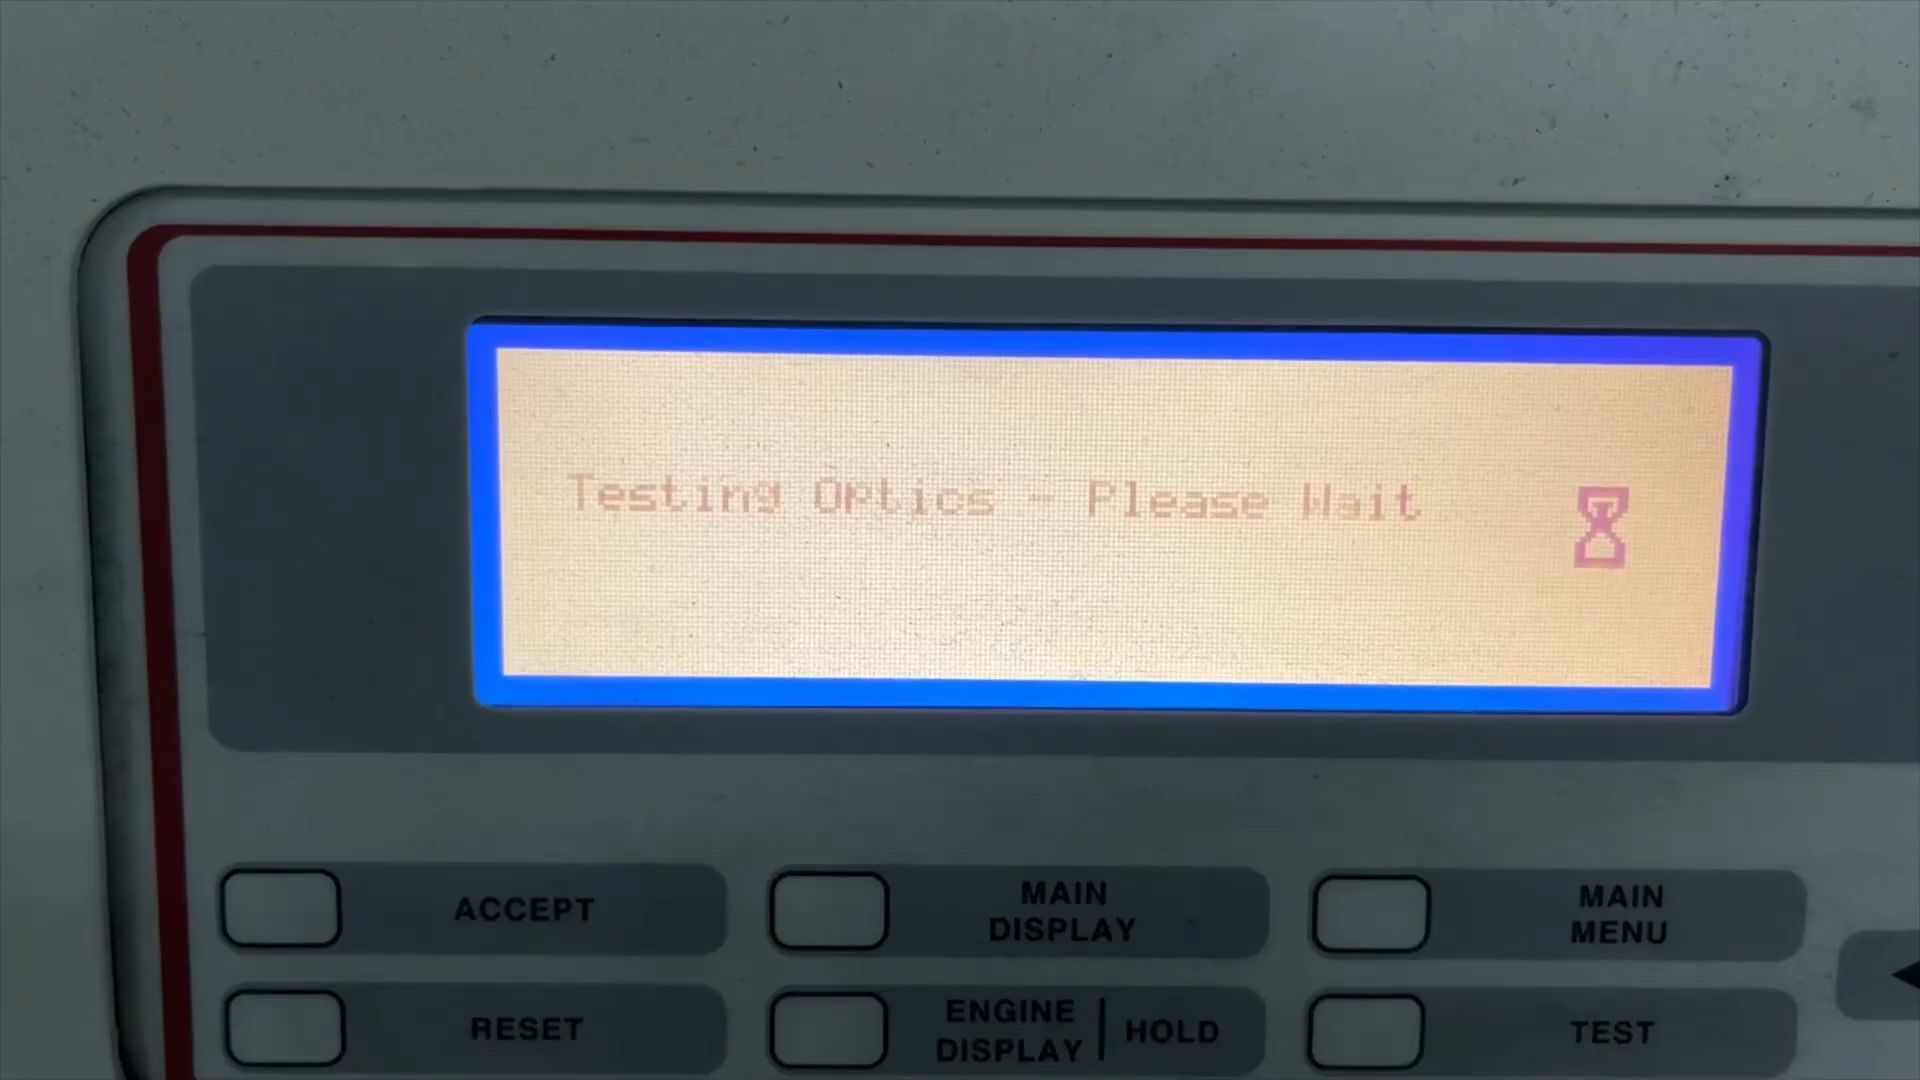 Testing Optics - Please Wait
ACCEPT
MAIN
DISPLAY
MAIN
MENU
RESET
ENGINE
DISPLAY | HOLD
TEST